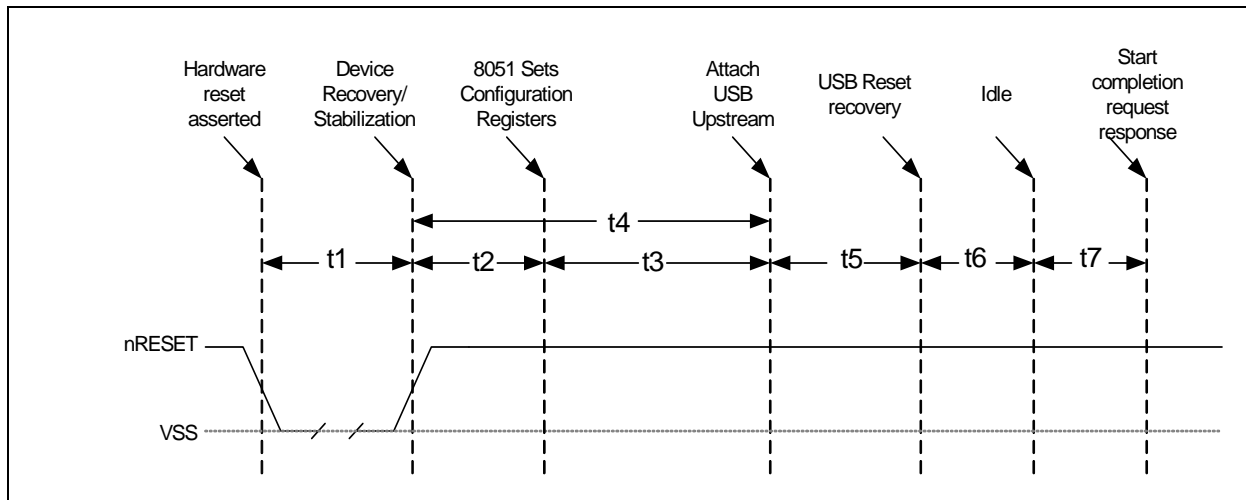 Hardware
reset
asserted
Device
Recovery/
Stabilization
8051 Sets
Configuration
Registers
Attach
USB
Upstream
USB Reset
recovery
Idle
Start
completion
request
response
t4
t1
t2
t3
t5
t6
t7
nRESET
VSS